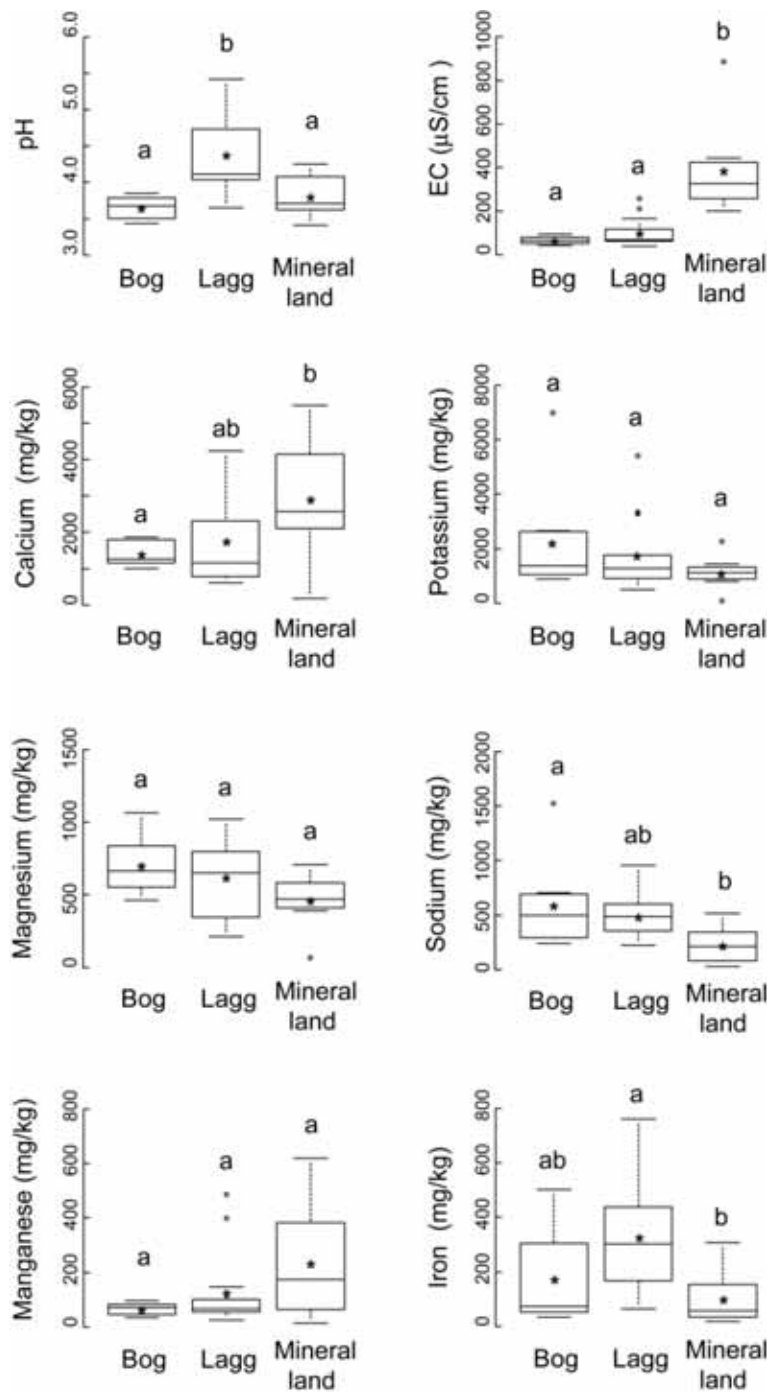 pH
6.0
5.0
4.0
3.0
a
b
a
Bog
Lagg
Mineral
land
EC (µS/cm )
1000
800
600
400
200
0
a
a
b
Bog
Lagg
Mineral
land
Calcium (mg/kg)
6000
4000
2000
0
a
ab
b
Bog
Lagg
Mineral
land
Potassium (mg/kg)
8000
6000
4000
2000
0
a
a
a
Bog
Lagg
Mineral
land
Magnesium (mg/kg)
1500
1000
500
0
a
a
a
Bog
Lagg
Mineral
land
Sodium (mg/kg)
2000
1500
1000
500
0
a
ab
b
Bog
Lagg
Mineral
land
Manganese (mg/kg)
800
600
400
200
0
a
a
a
Bog
Lagg
Mineral
land
Iron (mg/kg)
800
600
400
200
0
ab
a
b
Bog
Lagg
Mineral
land